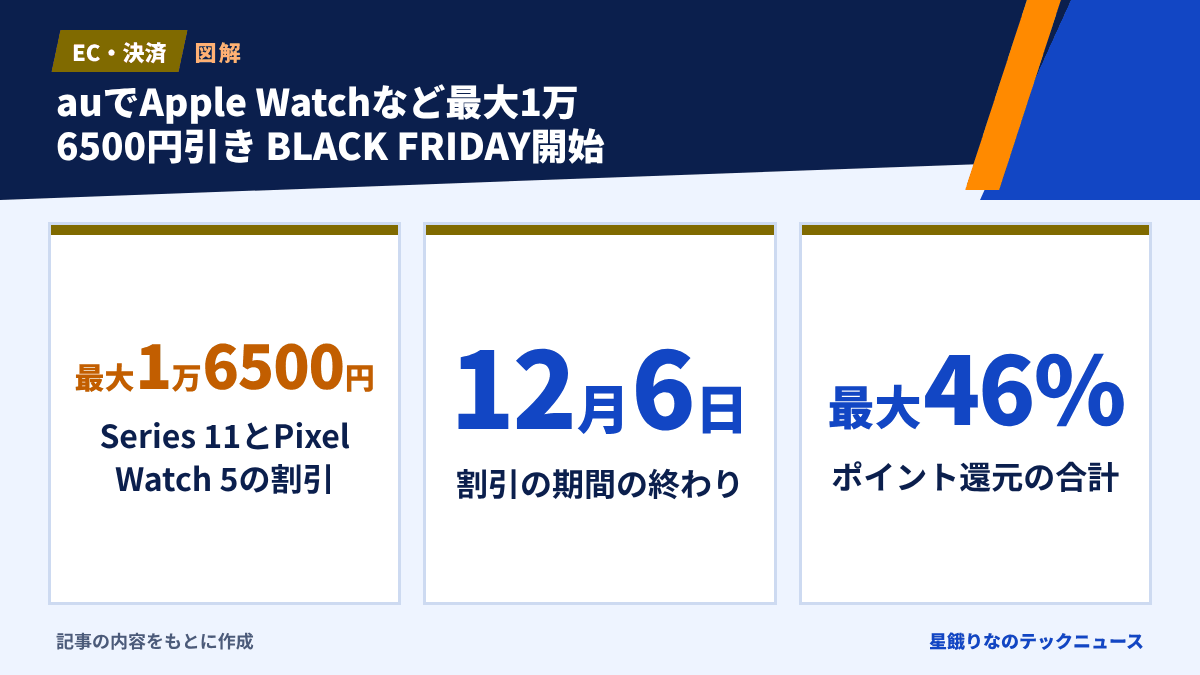 EC・決済 図解
auでApple Watchなど最大1万
6500円引き BLACK FRIDAY開始
最大1万6500円
Series 11とPixel
Watch 5の割引
12月6日
割引の期間の終わり
最大46%
ポイント還元の合計
記事の内容をもとに作成
星餓りなのテックニュース